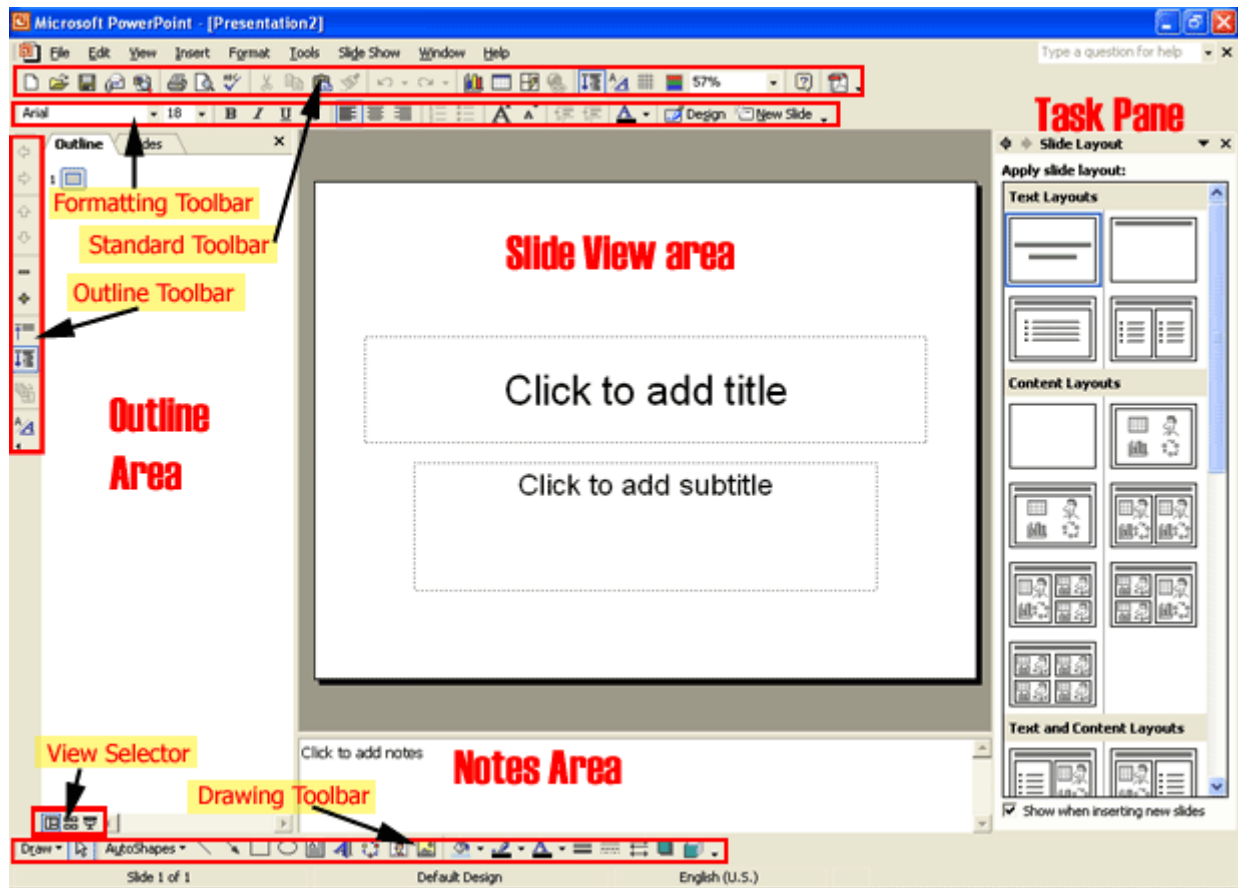 Microsoft PowerPoint - [Presentation2]
File Edit View Insert Format Tools Slide Show Window Help
Type a question for help
57%
Arial 18 B I U
Design New Slide
Task Pane
Outline
Slide Layout
Apply slide layout:
1
Text Layouts
Formatting Toolbar
Standard Toolbar
Slide View area
Outline Toolbar
Outline
Area
Click to add title
Click to add subtitle
Content Layouts
Text and Content Layouts
View Selector
Click to add notes
Notes Area
Drawing Toolbar
Show when inserting new slides
Draw AutoShapes
Slide 1 of 1
Default Design
English (U.S.)